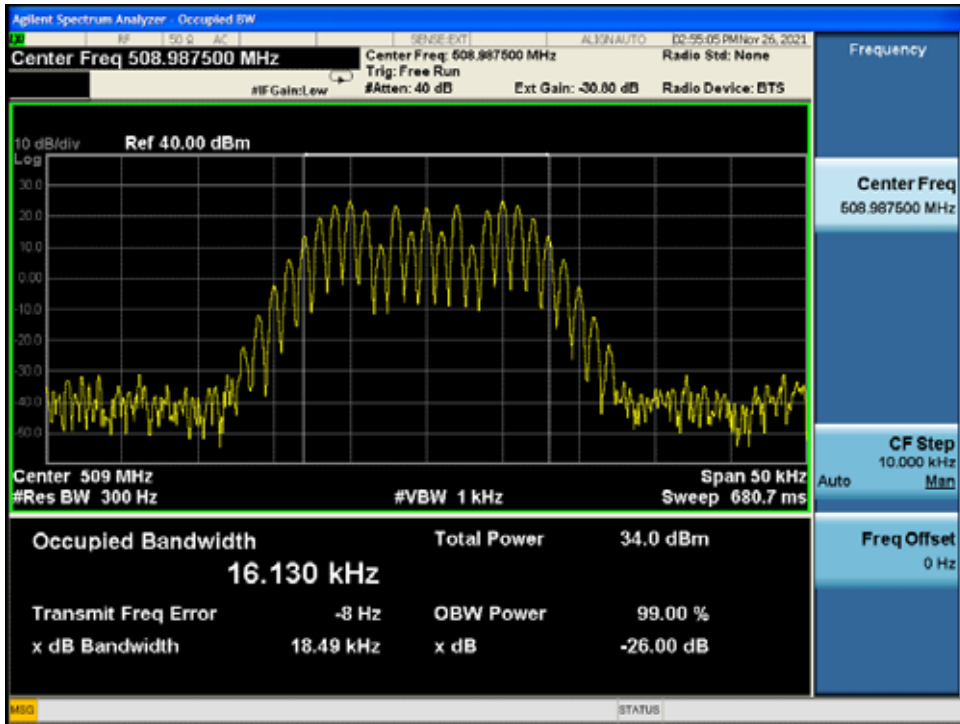 Agilent Spectrum Analyzer - Occupied BW
RF 50 Ω AC SENSE:EXT ALIGN AUTO 02:55:05 PM Nov 26, 2021
Center Freq 508.987500 MHz
Center Freq: 508.987500 MHz
Radio Std: None
Trig: Free Run
#IFGain:Low
#Atten: 40 dB
Ext Gain: -30.80 dB
Radio Device: BTS
10 dB/div
Ref 40.00 dBm
Log
30.0
20.0
10.0
0.00
-10.0
-20.0
-30.0
-40.0
-50.0
Center 509 MHz
Span 50 kHz
#Res BW 300 Hz
#VBW 1 kHz
Sweep 680.7 ms
Occupied Bandwidth
Total Power 34.0 dBm
16.130 kHz
Transmit Freq Error -8 Hz
OBW Power 99.00 %
x dB Bandwidth 18.49 kHz
x dB -26.00 dB
Frequency
Center Freq
508.987500 MHz
CF Step
10.000 kHz
Auto Man
Freq Offset
0 Hz
MSG
STATUS